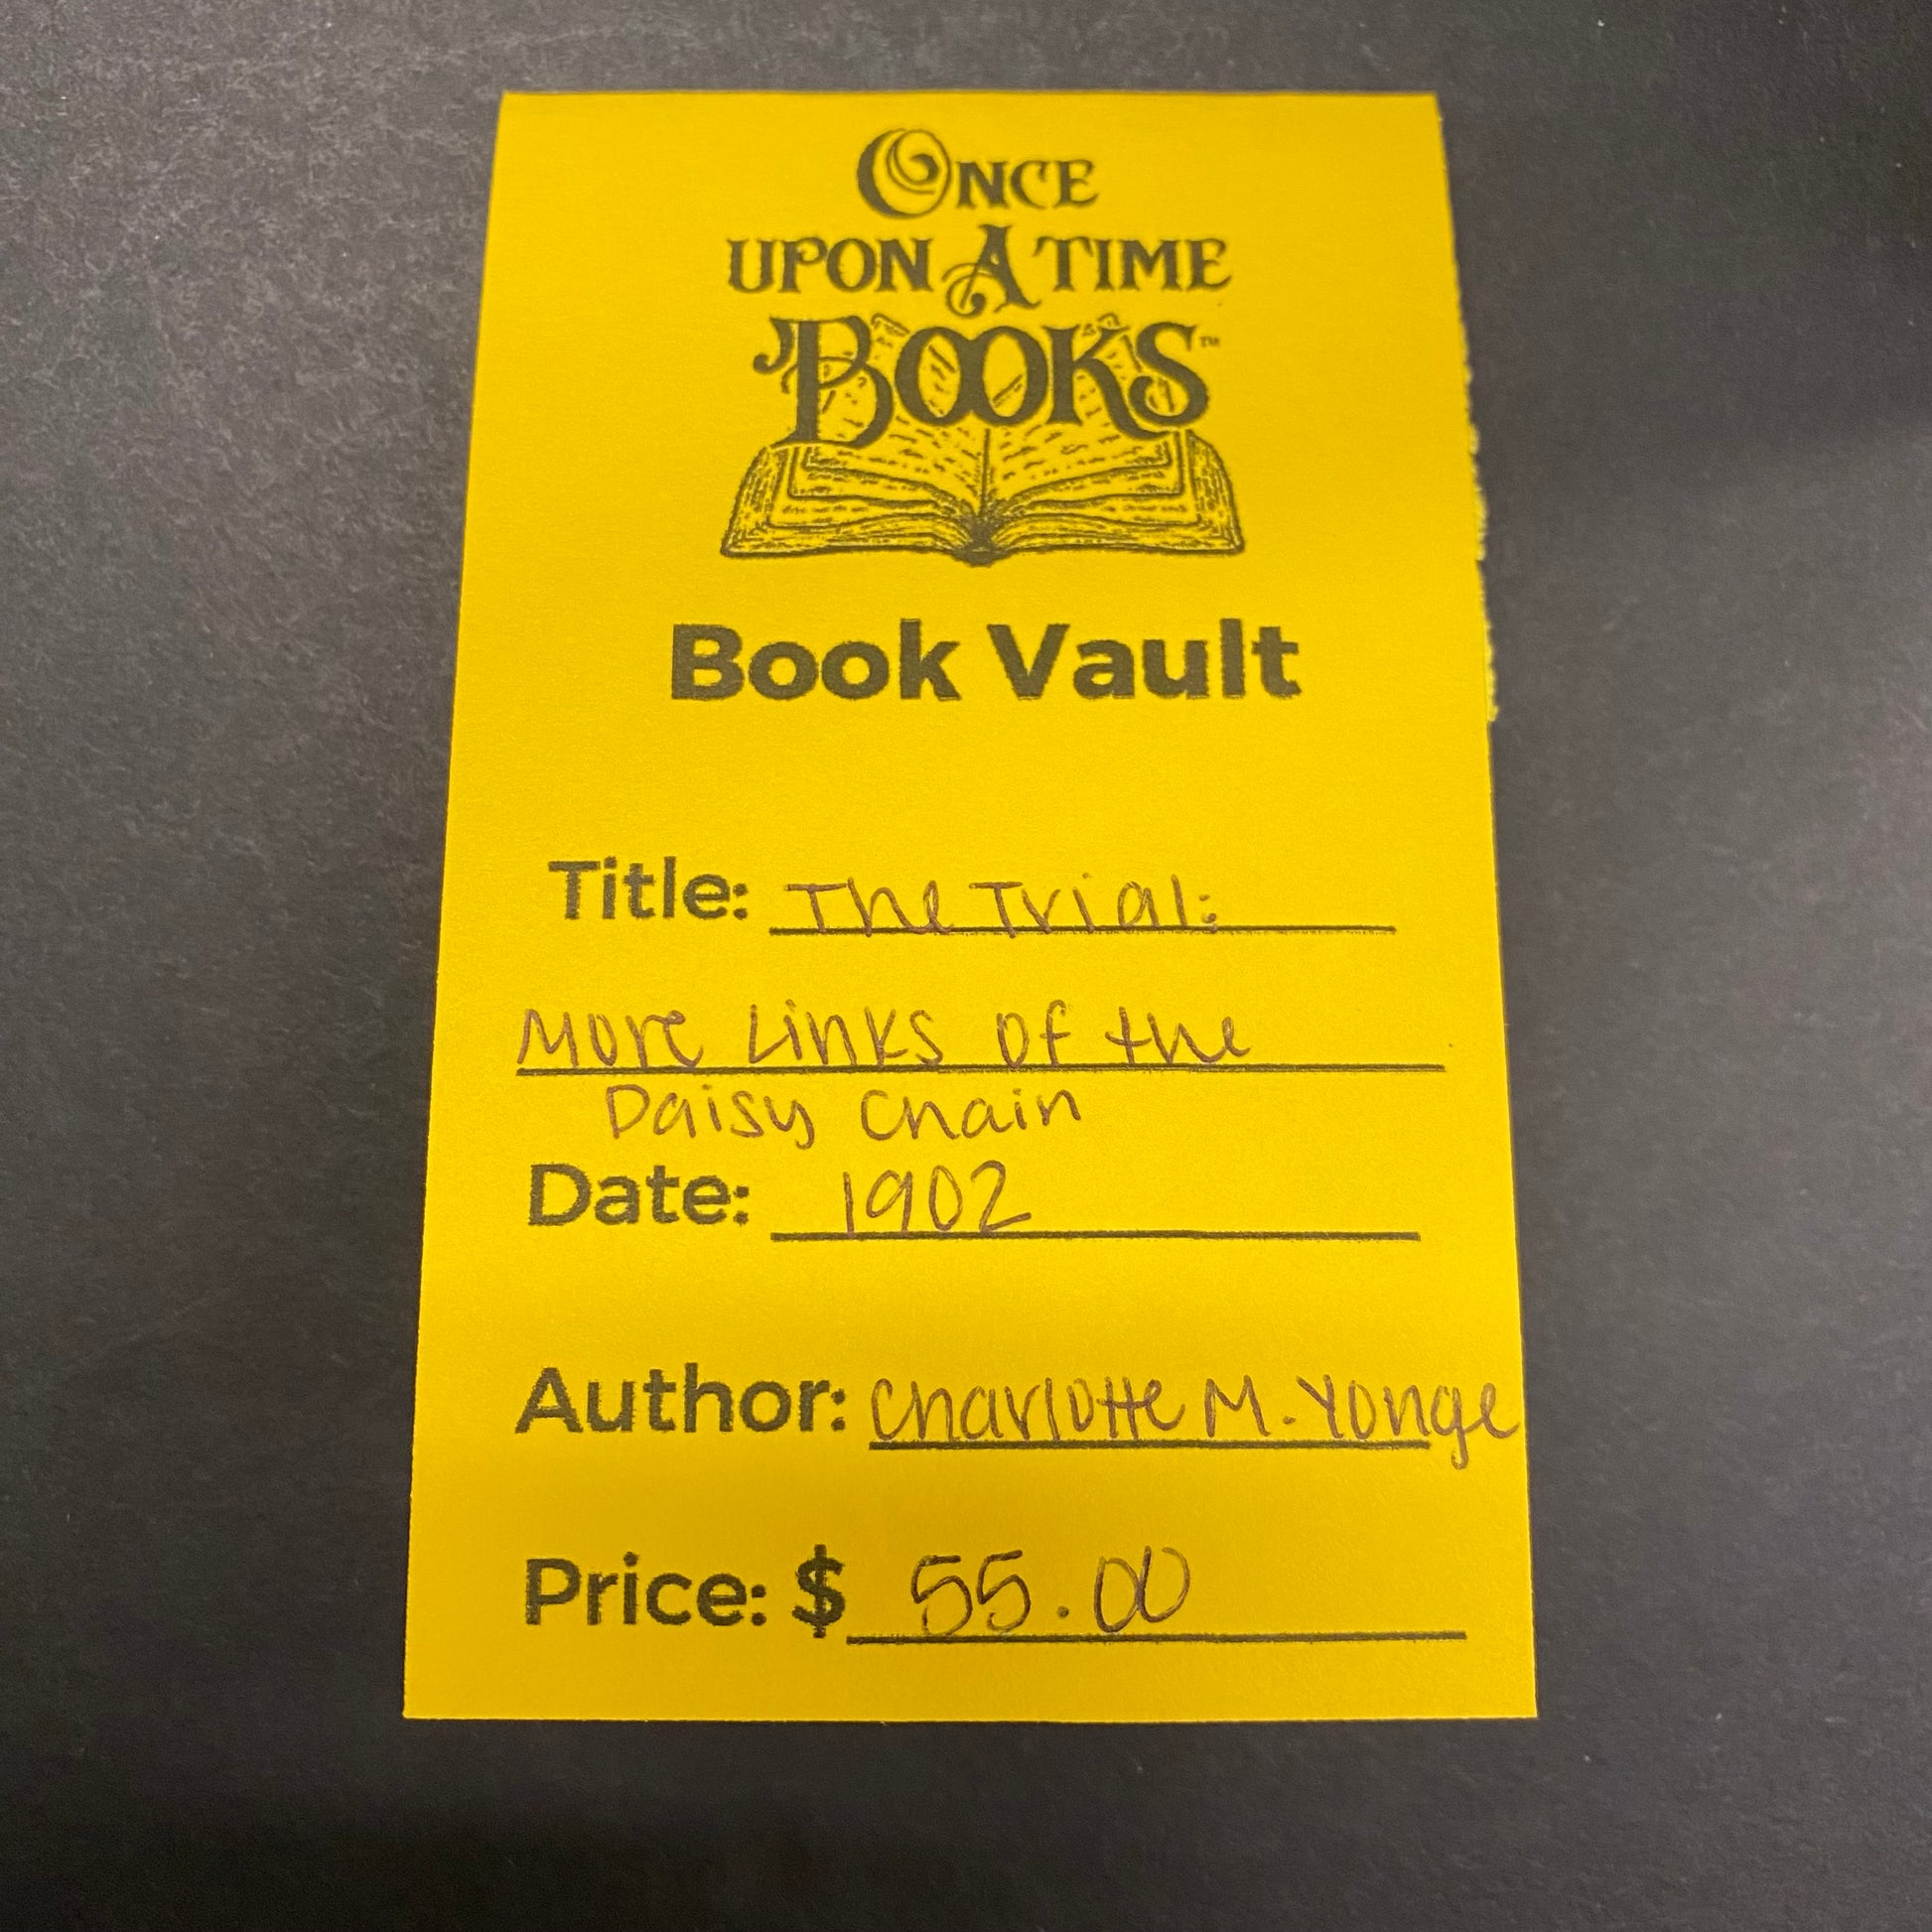 ONCE
UPON A TIME
BOOKS™
Book Vault
Title: The Trial:
More Links of the
Daisy Chain
Date: 1902
Author: Charlotte M. Yonge
Price: $ 55.00